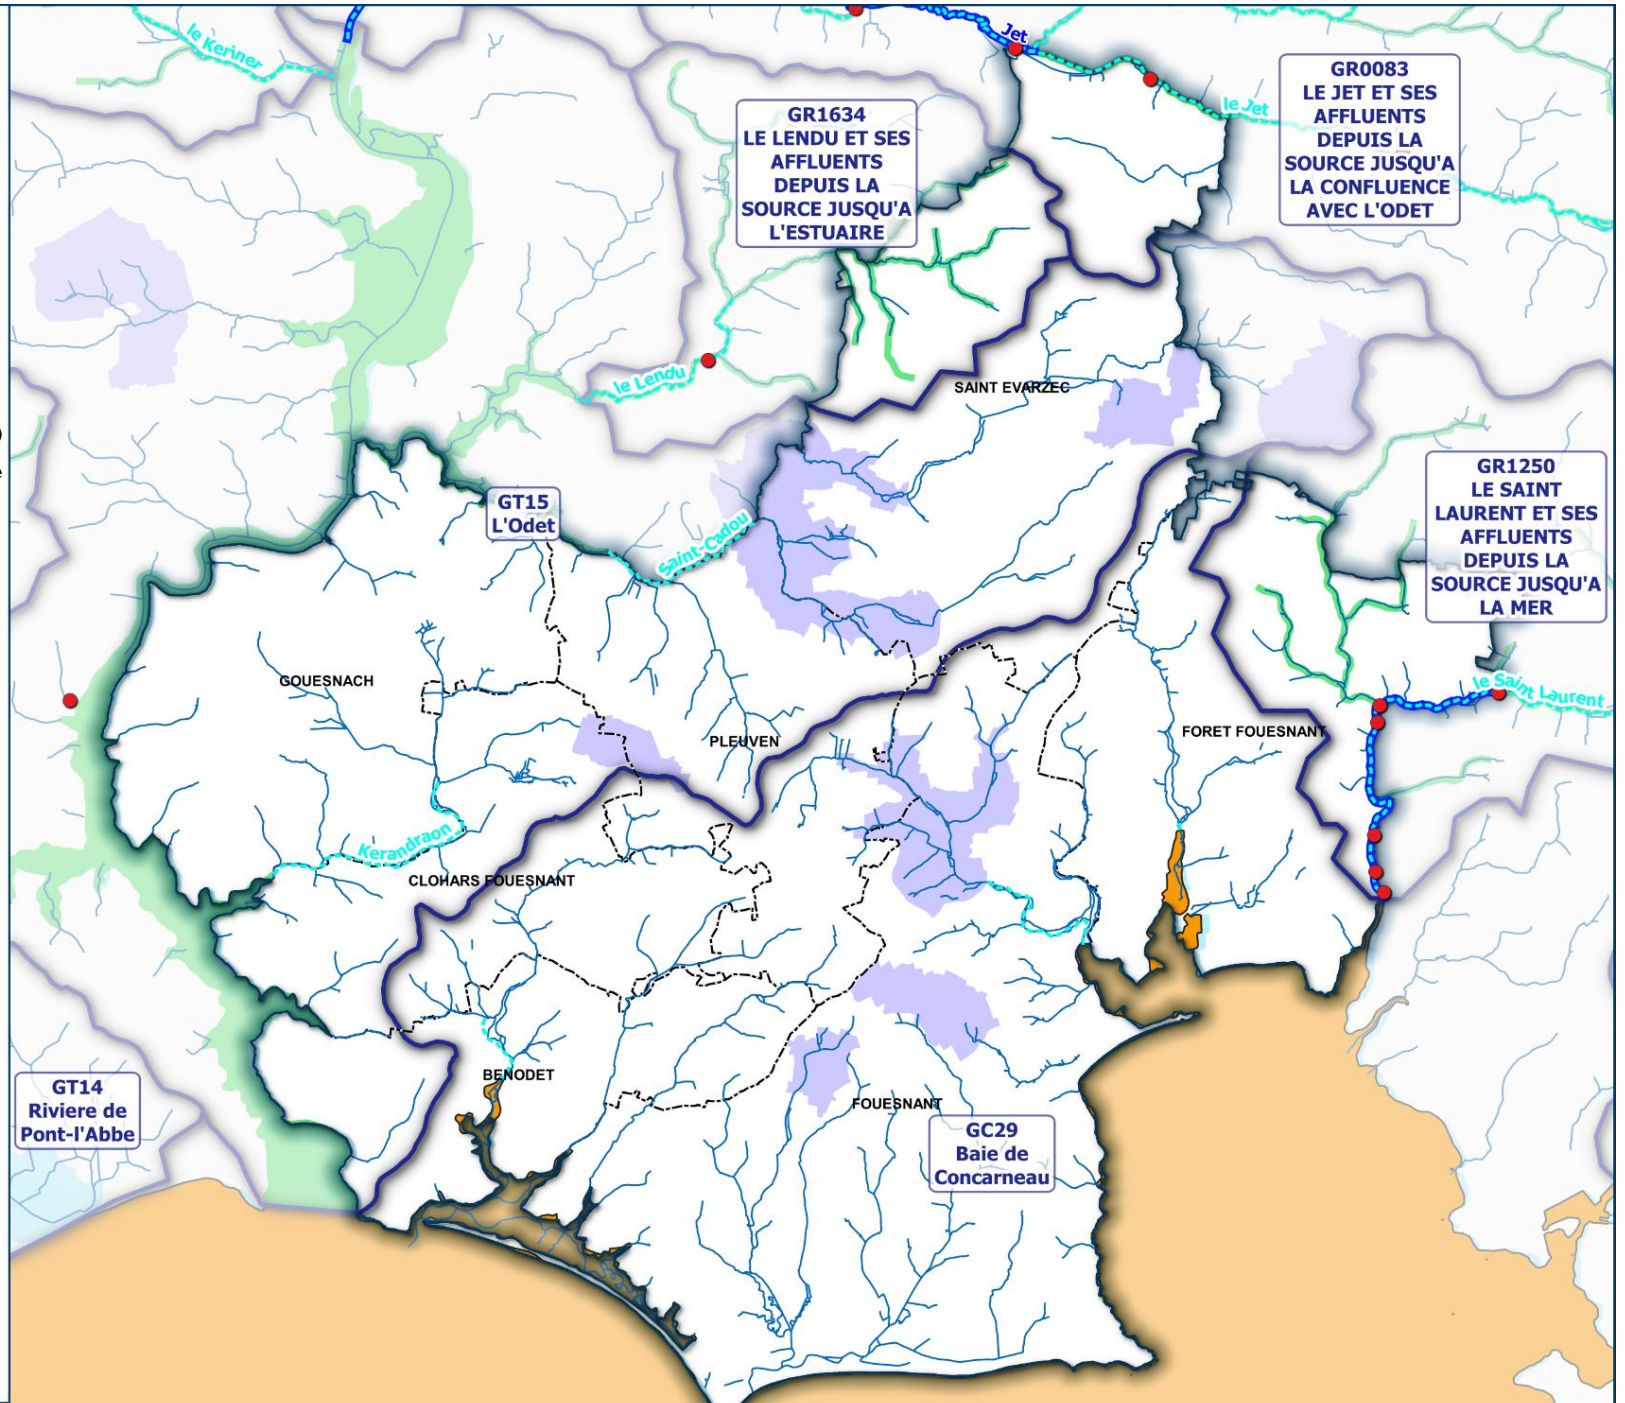 le Keriner
Jet
le Jet
GR1634
LE LENDU ET SES
AFFLUENTS
DEPUIS LA
SOURCE JUSQU'A
L'ESTUAIRE
GR0083
LE JET ET SES
AFFLUENTS
DEPUIS LA
SOURCE JUSQU'A
LA CONFLUENCE
AVEC L'ODET
le Lendu
SAINT EVARZEC
GT15
L'Odet
Saint-Cadou
GR1250
LE SAINT
LAURENT ET SES
AFFLUENTS
DEPUIS LA
SOURCE JUSQU'A
LA MER
GOUESNACH
le Saint Laurent
PLEUVEN
FORET FOUESNANT
Kerandraon
CLOHARS FOUESNANT
BENODET
GT14
Riviere de
Pont-l'Abbe
FOUESNANT
GC29
Baie de
Concarneau